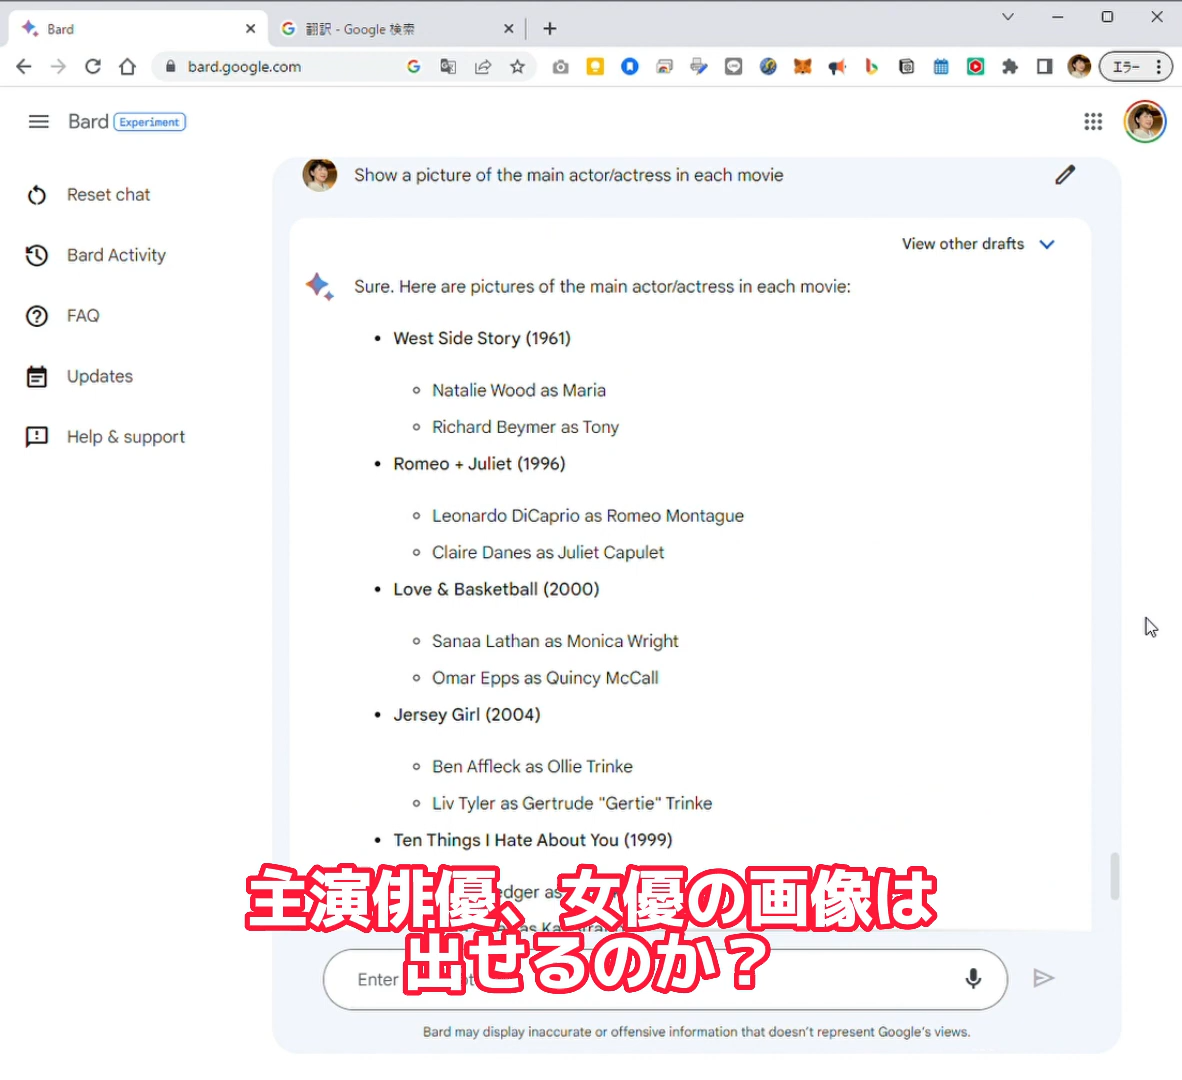 Bard
翻訳 - Google 検索
bard.google.com
エラー
Bard Experiment
Reset chat
Bard Activity
FAQ
Updates
Help & support
Show a picture of the main actor/actress in each movie
View other drafts
Sure. Here are pictures of the main actor/actress in each movie:
West Side Story (1961)
Natalie Wood as Maria
Richard Beymer as Tony
Romeo + Juliet (1996)
Leonardo DiCaprio as Romeo Montague
Claire Danes as Juliet Capulet
Love & Basketball (2000)
Sanaa Lathan as Monica Wright
Omar Epps as Quincy McCall
Jersey Girl (2004)
Ben Affleck as Ollie Trinke
Liv Tyler as Gertrude "Gertie" Trinke
Ten Things I Hate About You (1999)
主演俳優、女優の画像は
出せるのか？
Enter
Bard may display inaccurate or offensive information that doesn't represent Google's views.